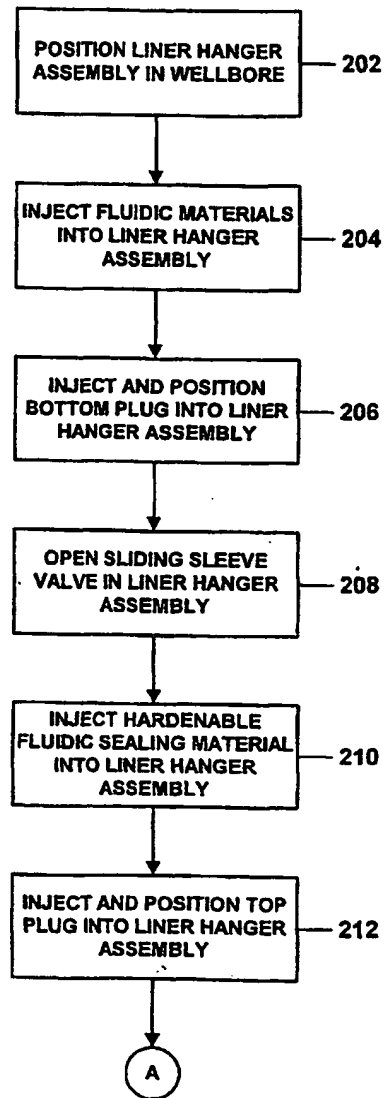 POSITION LINER HANGER
ASSEMBLY IN WELLBORE
202
INJECT FLUIDIC MATERIALS
INTO LINER HANGER
ASSEMBLY
204
INJECT AND POSITION
BOTTOM PLUG INTO LINER
HANGER ASSEMBLY
206
OPEN SLIDING SLEEVE
VALVE IN LINER HANGER
ASSEMBLY
208
INJECT HARDENABLE
FLUIDIC SEALING MATERIAL
INTO LINER HANGER
ASSEMBLY
210
INJECT AND POSITION TOP
PLUG INTO LINER HANGER
ASSEMBLY
212
A